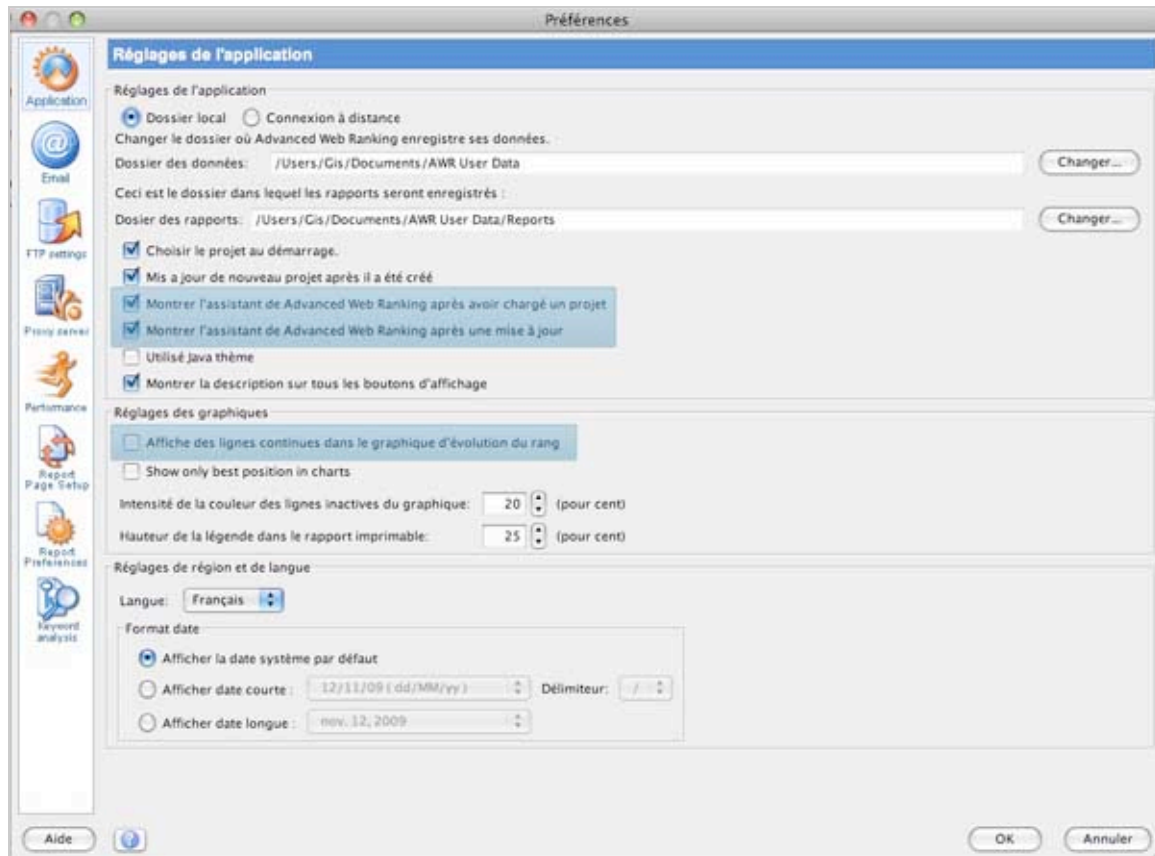 Préférences
Application
Email
FTP settings
Proxy server
Performance
Report
Page Setup
Report
Preferences
Keyword
analysis
Réglages de l'application
Réglages de l'application
Dossier local Connexion à distance
Changer le dossier où Advanced Web Ranking enregistre ses données.
Dossier des données: /Users/Gis/Documents/AWR User Data Changer...
Ceci est le dossier dans lequel les rapports seront enregistrés :
Dosier des rapports: /Users/Gis/Documents/AWR User Data/Reports Changer...
Choisir le projet au démarrage.
Mis a jour de nouveau projet après il a été créé
Montrer l'assistant de Advanced Web Ranking après avoir chargé un projet
Montrer l'assistant de Advanced Web Ranking après une mise à jour
Utilisé Java thème
Montrer la description sur tous les boutons d'affichage
Réglages des graphiques
Affiche des lignes continues dans le graphique d'évolution du rang
Show only best position in charts
Intensité de la couleur des lignes inactives du graphique: 20 (pour cent)
Hauteur de la légende dans le rapport imprimable: 25 (pour cent)
Réglages de région et de langue
Langue: Français
Format date
Afficher la date système par défaut
Afficher date courte : 12/11/09 ( dd/MM/yy ) Délimiteur: /
Afficher date longue : nov. 12, 2009
Aide ? OK Annuler